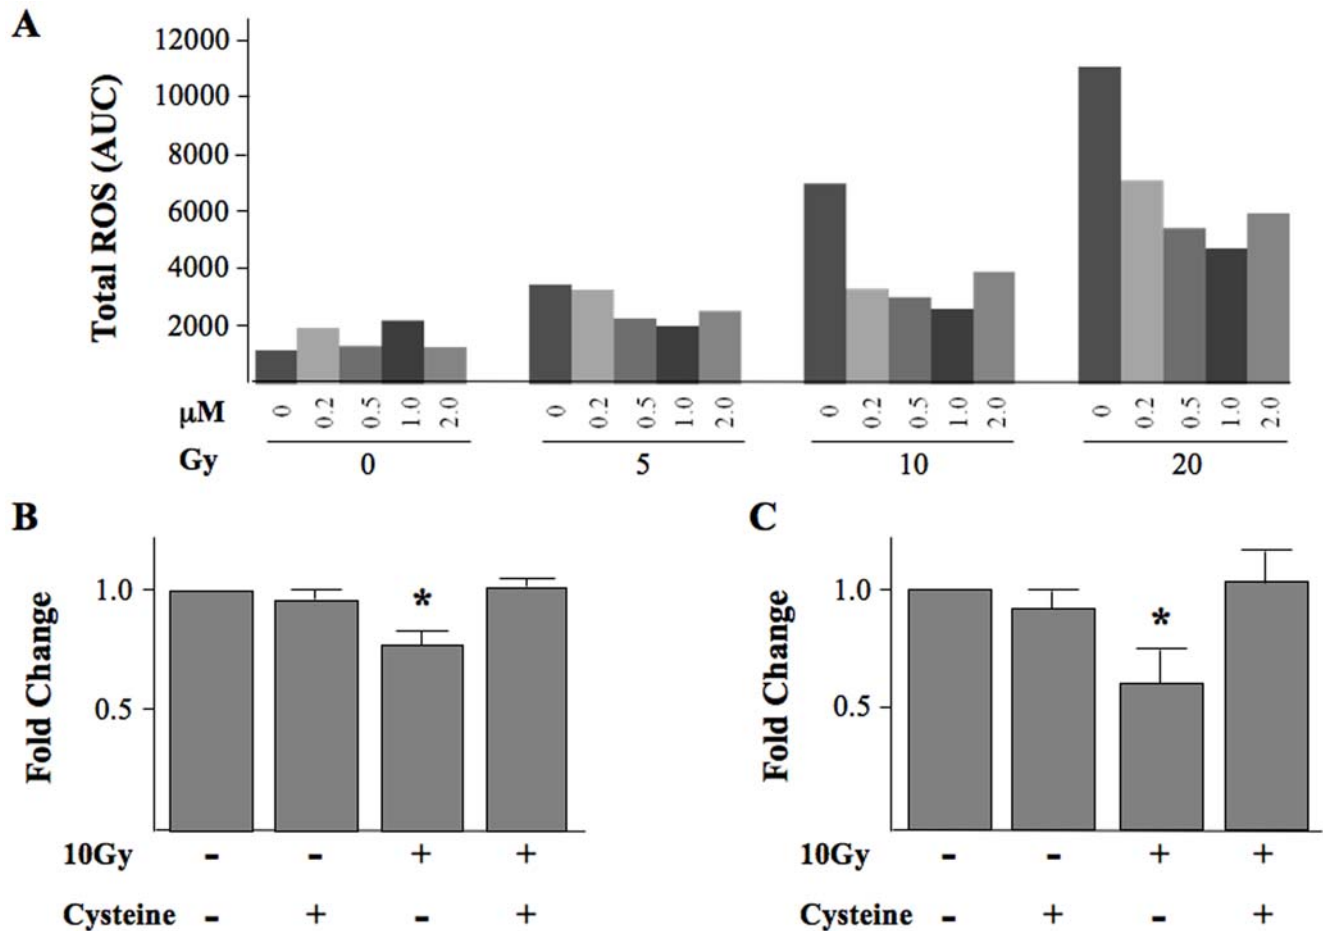 A
Total ROS (AUC)
12000
10000
8000
6000
4000
2000
μM 0 0.2 0.5 1.0 2.0 0 0.2 0.5 1.0 2.0 0 0.2 0.5 1.0 2.0 0 0.2 0.5 1.0 2.0
Gy 0 5 10 20
B
Fold Change
1.0
0.5
*
10Gy - - + +
Cysteine - + - +
C
Fold Change
1.0
0.5
*
10Gy - - + +
Cysteine - + - +